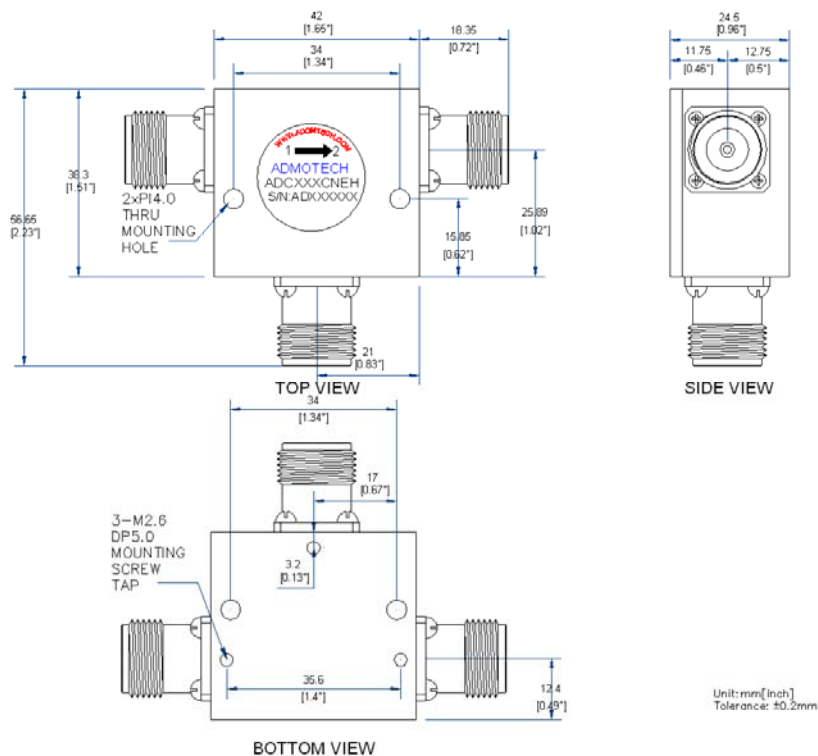 42
[1.65"]
18.35
[0.72"]
34
[1.34"]
24.5
[0.96"]
11.75
[0.46"]
12.75
[0.5"]
56.65
[2.23"]
38.3
[1.51"]
WWW.ADOMTECH.COM
1 2
ADMOTECH
ADCXXXCNEH
S/N:ADXXXXXX
2xPI4.0
THRU
MOUNTING
HOLE
15.85
[0.62"]
25.89
[1.02"]
21
[0.83"]
TOP VIEW
SIDE VIEW
34
[1.34"]
17
[0.67"]
3-M2.6
DP5.0
MOUNTING
SCREW
TAP
3.2
[0.13"]
35.6
[1.4"]
12.4
[0.49"]
Unit:mm[inch]
Tolerance: ±0.2mm
BOTTOM VIEW